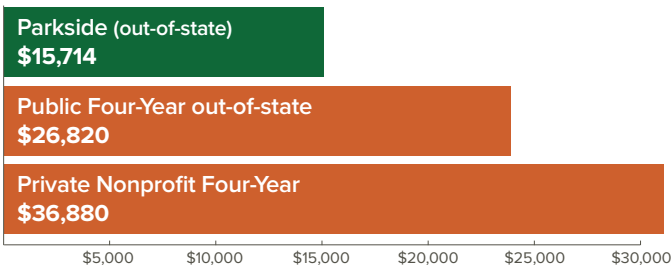 Parkside (out-of-state)
$15,714
Public Four-Year out-of-state
$26,820
Private Nonprofit Four-Year
$36,880
$5,000 $10,000 $15,000 $20,000 $25,000 $30,000